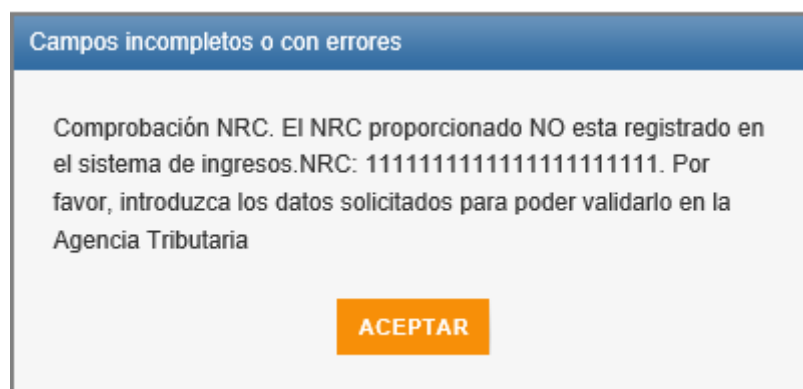 Campos incompletos o con errores
Comprobación NRC. El NRC proporcionado NO esta registrado en
el sistema de ingresos.NRC: 1111111111111111111111. Por
favor, introduzca los datos solicitados para poder validarlo en la
Agencia Tributaria
ACEPTAR